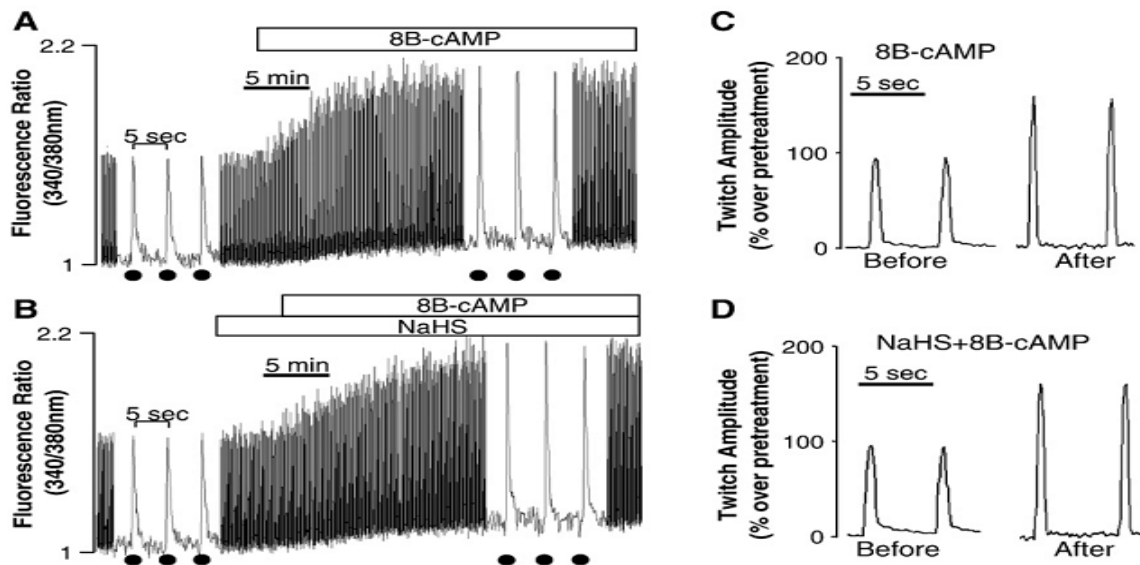 A
8B-cAMP
2.2
5 min
5 sec
Fluorescence Ratio
(340/380nm)
1
B
8B-cAMP
NaHS
2.2
5 min
5 sec
Fluorescence Ratio
(340/380nm)
1
C
8B-cAMP
200
5 sec
100
Twitch Amplitude
(% over pretreatment)
0
Before After
D
NaHS+8B-cAMP
200
5 sec
100
Twitch Amplitude
(% over pretreatment)
0
Before After